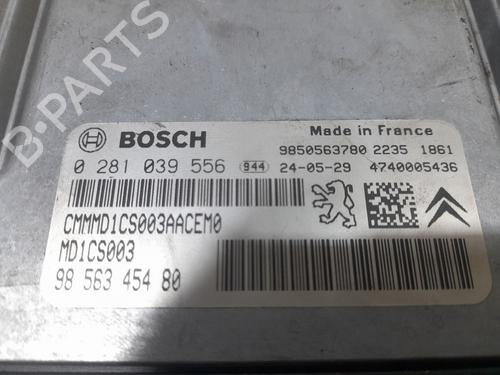 B-PARTS
BOSCH
Made in France
9850563780 2235 1861
0 281 039 556 944 24-05-29 4740005436
CMMMD1CS003AACEM0
MD1CS003
98 563 454 80